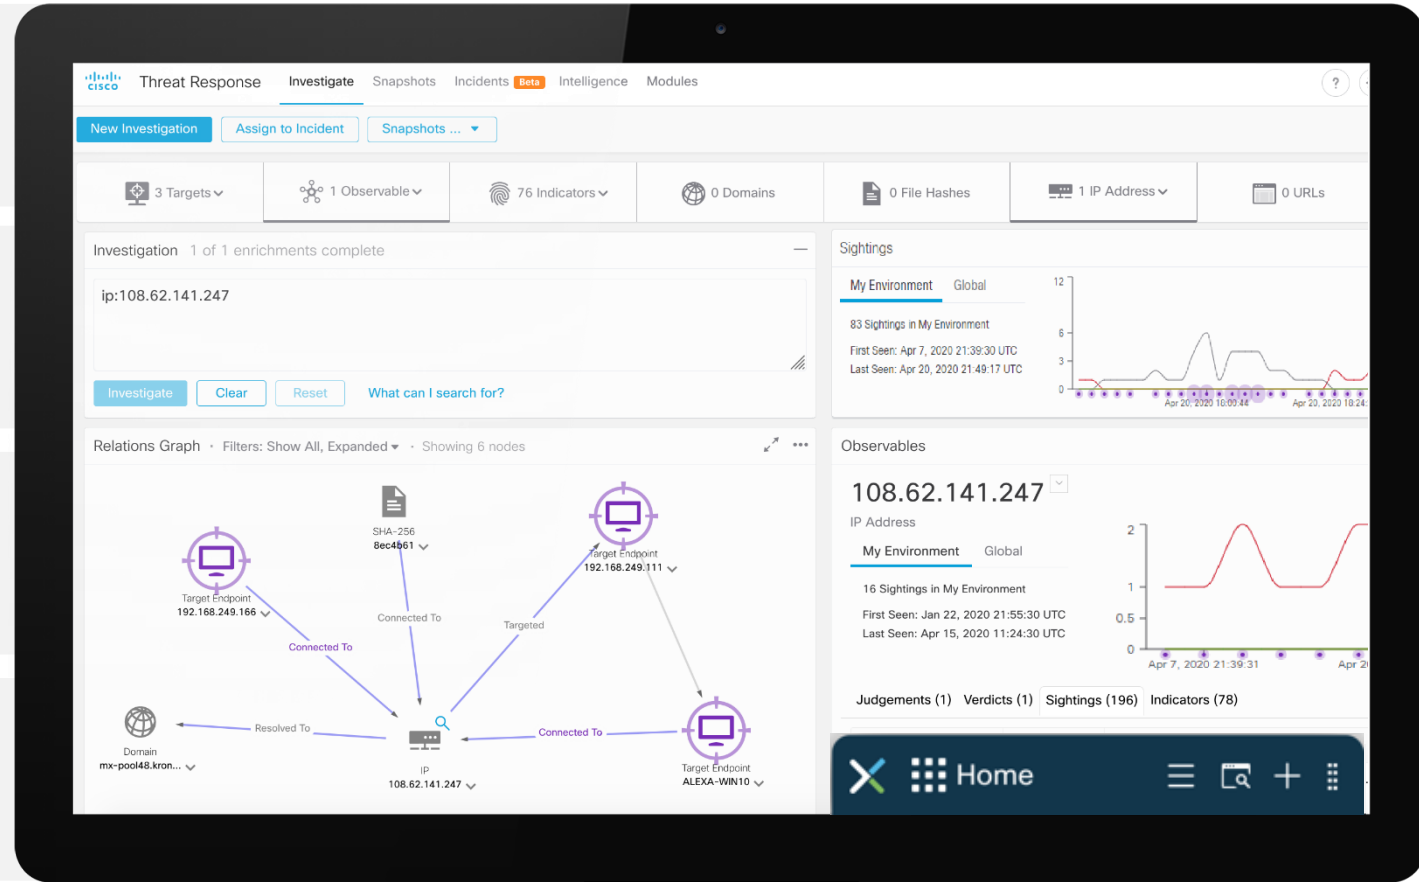 cisco
Threat Response Investigate Snapshots Incidents Beta Intelligence Modules ?
New Investigation Assign to Incident Snapshots ...
3 Targets 1 Observable 76 Indicators 0 Domains 0 File Hashes 1 IP Address 0 URLs
Investigation 1 of 1 enrichments complete
ip:108.62.141.247
Investigate Clear Reset What can I search for?
Sightings
My Environment Global
83 Sightings in My Environment
First Seen: Apr 7, 2020 21:39:30 UTC
Last Seen: Apr 20, 2020 21:49:17 UTC
12
6
3
0
Apr 20, 2020 18:24:
Relations Graph · Filters: Show All, Expanded · Showing 6 nodes
SHA-256
8ec4b61
Target Endpoint
192.168.249.111
Target Endpoint
192.168.249.166
Connected To
Targeted
Connected To
Resolved To
Connected To
Domain
mx-pool48.kron...
IP
108.62.141.247
Target Endpoint
ALEXA-WIN10
Observables
108.62.141.247
IP Address
My Environment Global
16 Sightings in My Environment
First Seen: Jan 22, 2020 21:55:30 UTC
Last Seen: Apr 15, 2020 11:24:30 UTC
2
1
0.5
0
Apr 7, 2020 21:39:31 Apr 2
Judgements (1) Verdicts (1) Sightings (196) Indicators (78)
Home